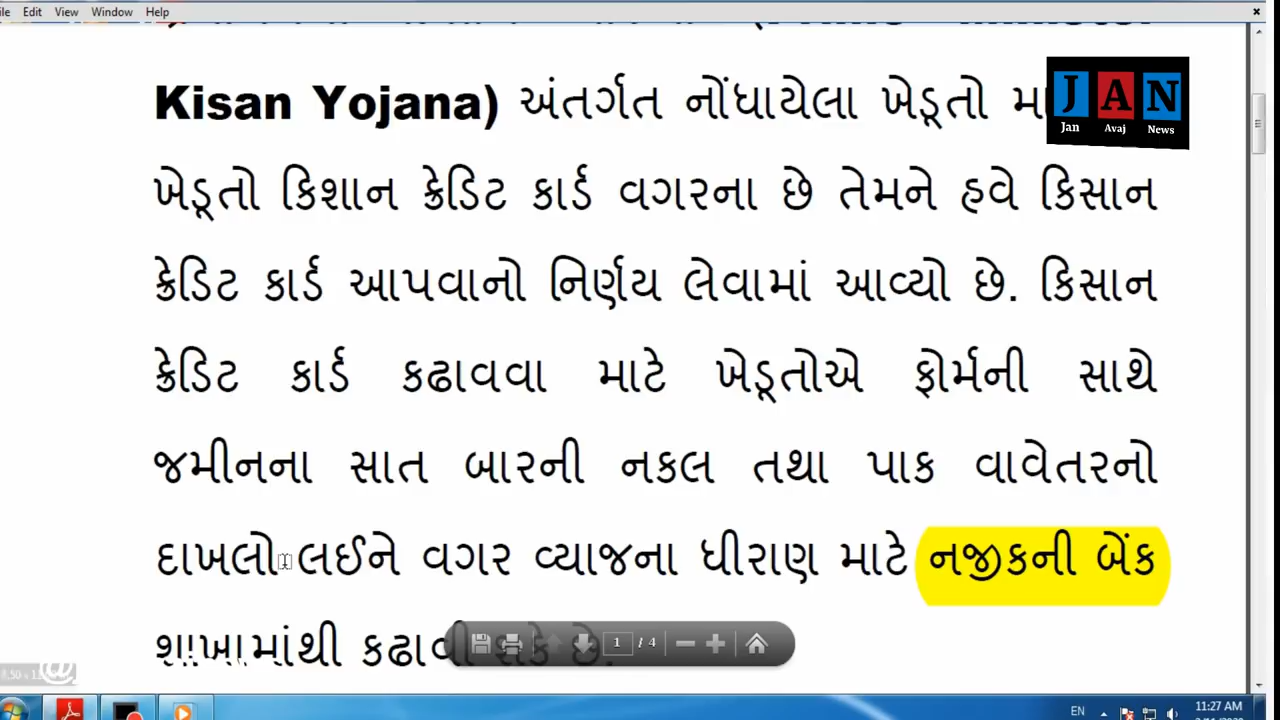 Edit View Window Help
Kisan Yojana) અંતર્ગત નોંધાયેલા ખેડૂતો
J A N
Jan Avaj News
ખેડૂતો કિશાન ક્રેડિટ કાર્ડ વગરના છે તેમને હવે કિસાન
ક્રેડિટ કાર્ડ આપવાનો નિર્ણય લેવામાં આવ્યો છે. કિસાન
ક્રેડિટ કાર્ડ કઢાવવા માટે ખેડૂતોએ ફોર્મની સાથે
જમીનના સાત બારની નકલ તથા પાક વાવેતરનો
દાખલો લઈને વગર વ્યાજના ધીરાણ માટે નજીકની બેંક
શાખામાંથી કઢાવી શકે છે.
1 / 4
EN 11:27 AM